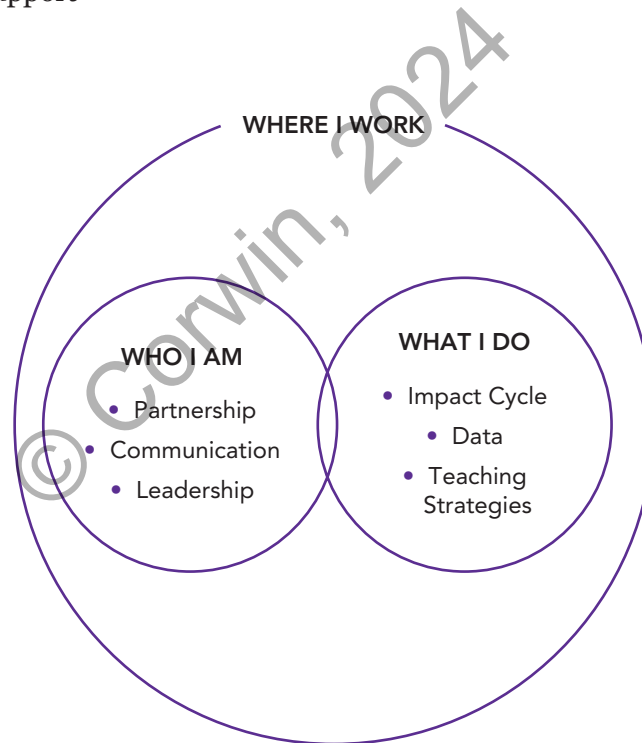 pport
WHERE I WORK
WHO I AM
• Partnership
• Communication
• Leadership
WHAT I DO
• Impact Cycle
• Data
• Teaching
Strategies
© Corwin, 2024